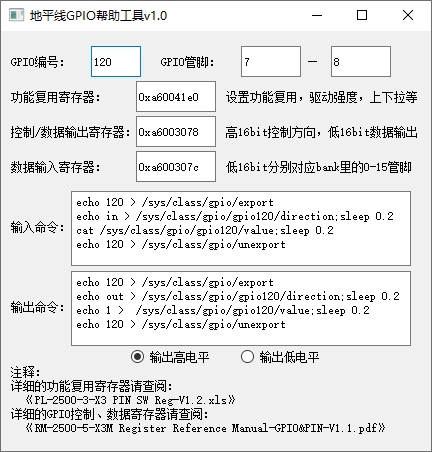 地平线GPIO帮助工具v1.0
GPIO编号： 120 GPIO管脚： 7 — 8
功能复用寄存器： 0xa60041e0 设置功能复用，驱动强度，上下拉等
控制/数据输出寄存器： 0xa6003078 高16bit控制方向，低16bit数据输出
数据输入寄存器： 0xa600307c 低16bit分别对应bank里的0-15管脚
输入命令：
echo 120 > /sys/class/gpio/export
echo in > /sys/class/gpio/gpio120/direction;sleep 0.2
cat /sys/class/gpio/gpio120/value;sleep 0.2
echo 120 > /sys/class/gpio/unexport
输出命令：
echo 120 > /sys/class/gpio/export
echo out > /sys/class/gpio/gpio120/direction;sleep 0.2
echo 1 >  /sys/class/gpio/gpio120/value;sleep 0.2
echo 120 > /sys/class/gpio/unexport
输出高电平 输出低电平
注释：
详细的功能复用寄存器请查阅：
《PL-2500-3-X3 PIN SW Reg-V1.2.xls》
详细的GPIO控制、数据寄存器请查阅：
《RM-2500-5-X3M Register Reference Manual-GPIO&PIN-V1.1.pdf》